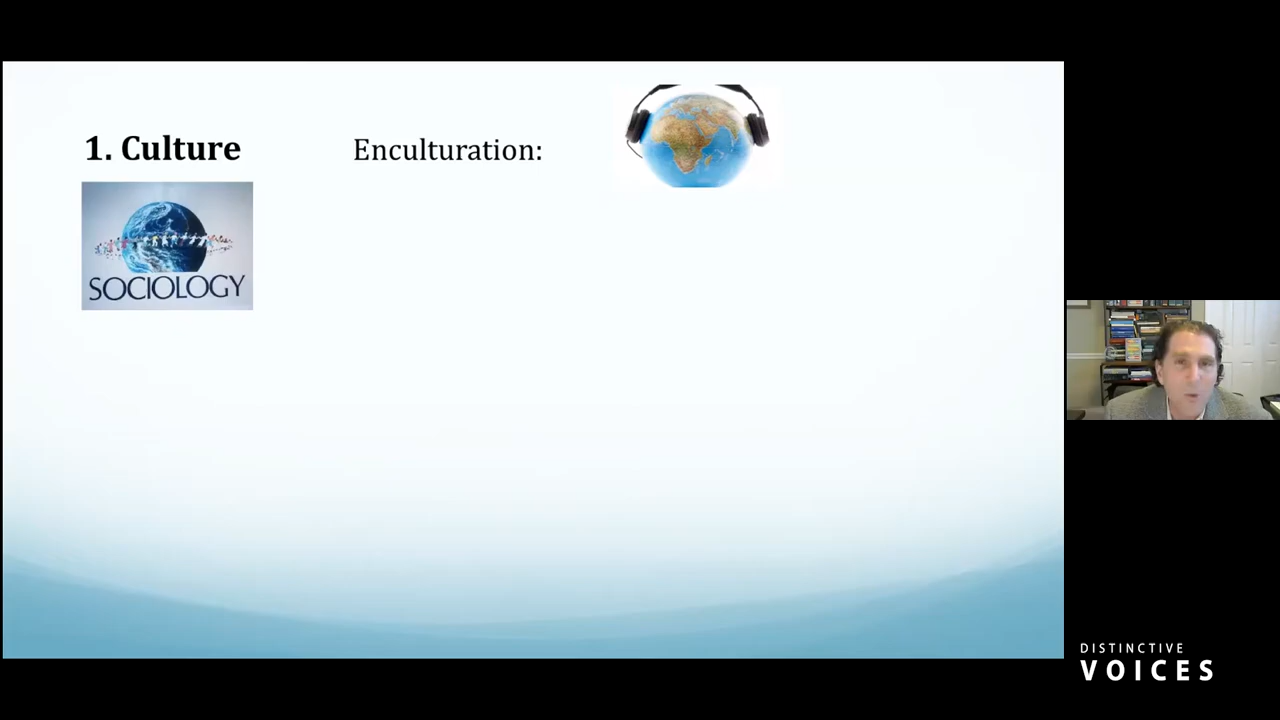 1. Culture
Enculturation:
SOCIOLOGY
DISTINCTIVE
VOICES